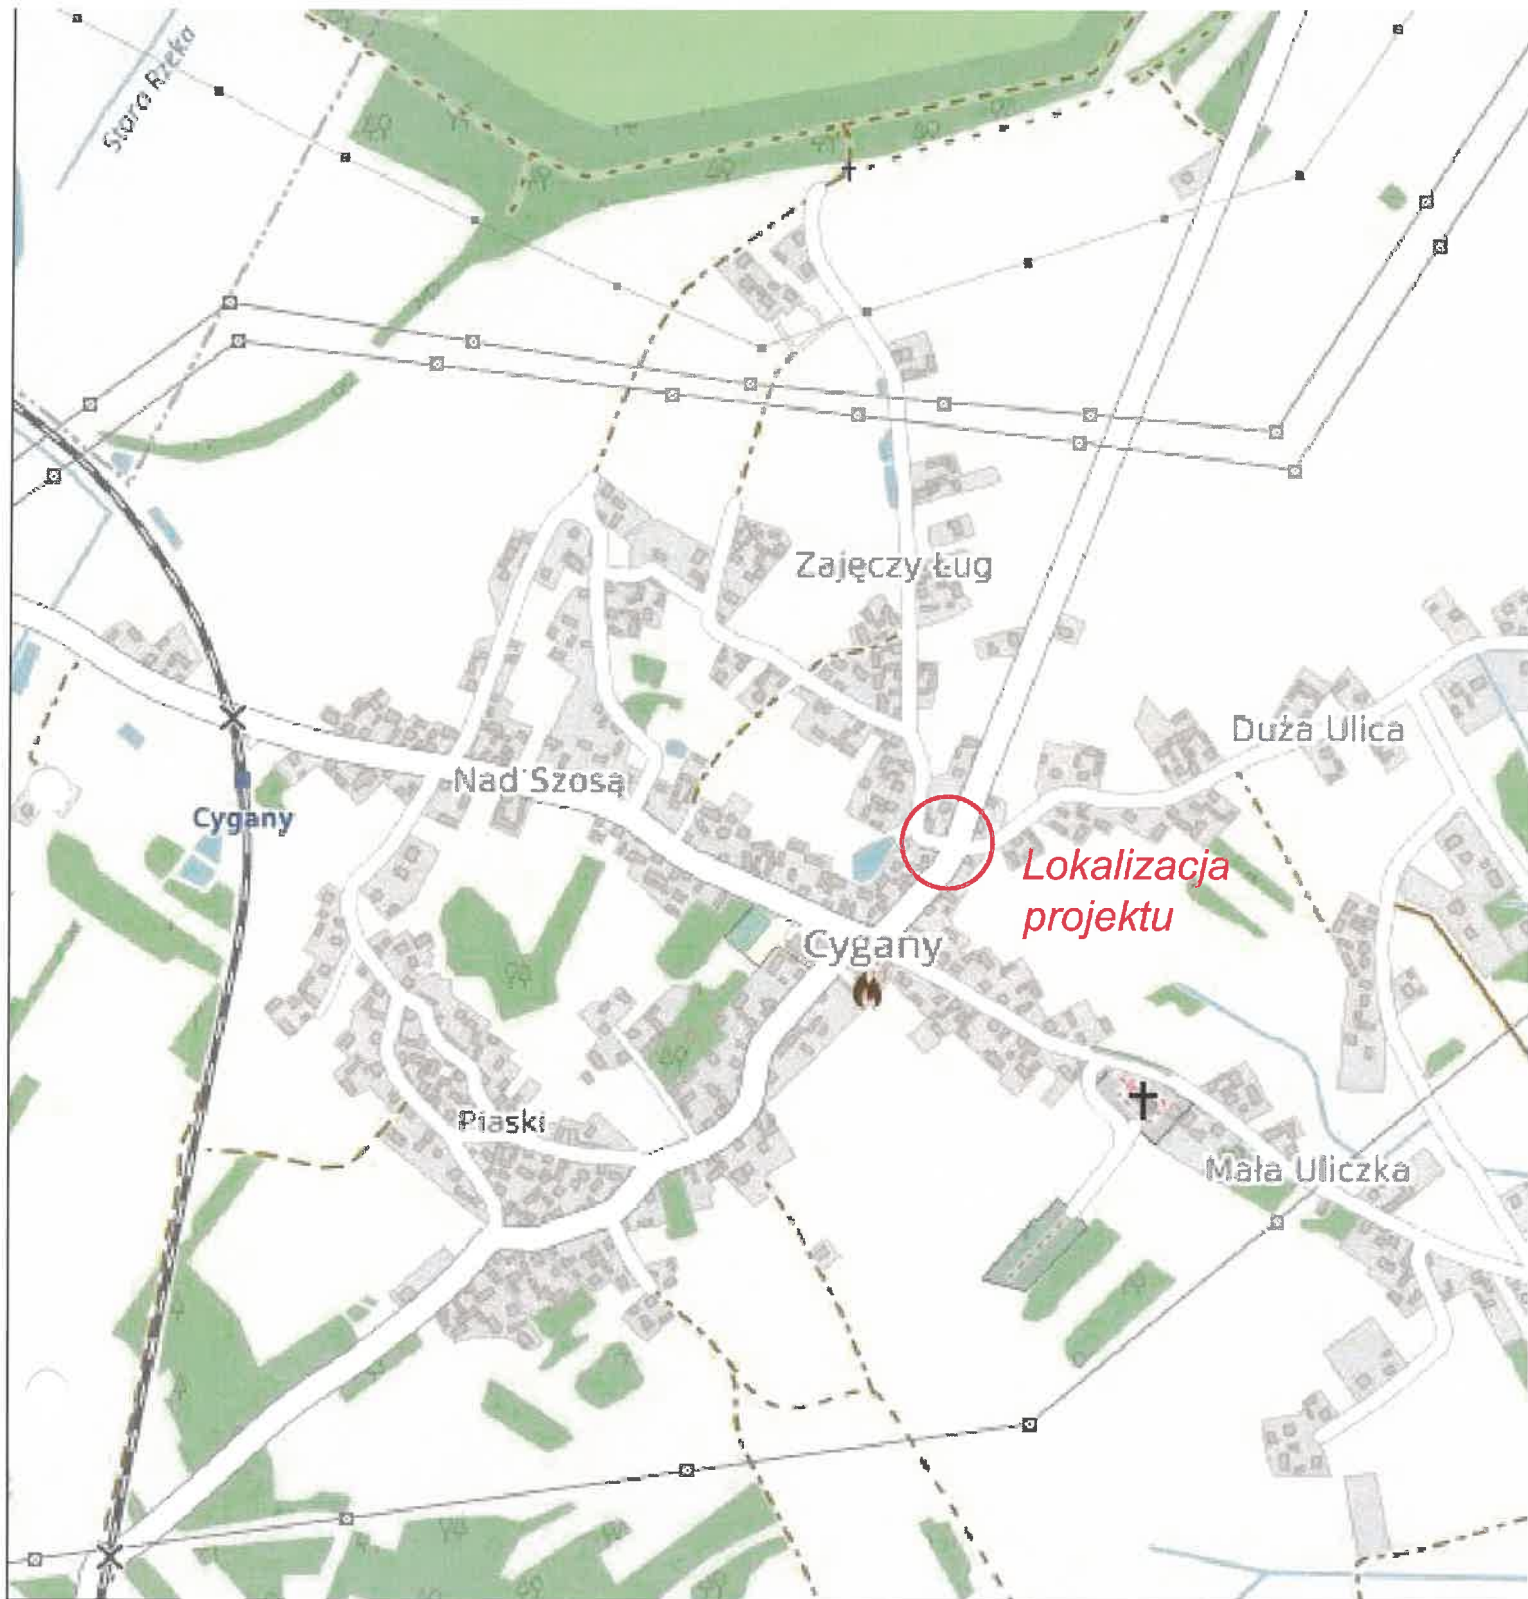 Stara Rzeka
Zajęczy Ług
Duża Ulica
Nad Szosą
Cygany
Lokalizacja
projektu
Cygany
Piaski
Mała Uliczka